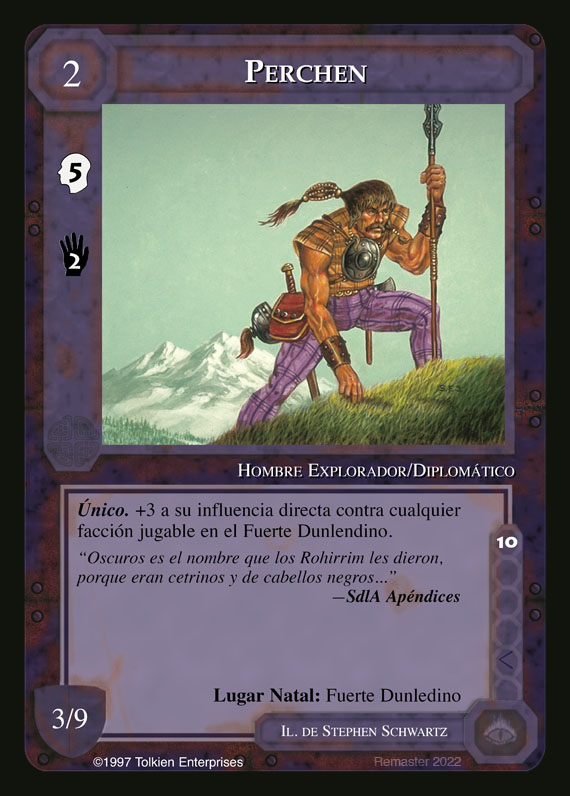 2
PERCHEN
5
2
HOMBRE EXPLORADOR/DIPLOMÁTICO
Único. +3 a su influencia directa contra cualquier
facción jugable en el Fuerte Dunlendino.
“Oscuros es el nombre que los Rohirrim les dieron,
porque eran cetrinos y de cabellos negros...”
—SdlA Apéndices
10
Lugar Natal: Fuerte Dunledino
3/9
IL. DE STEPHEN SCHWARTZ
©1997 Tolkien Enterprises
Remaster 2022